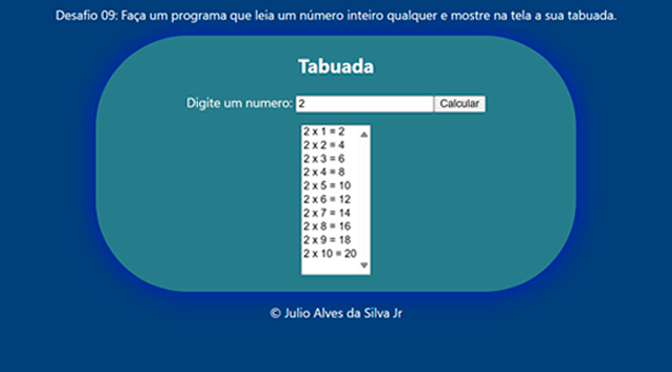 Desafio 09: Faça um programa que leia um número inteiro qualquer e mostre na tela a sua tabuada.
Tabuada
Digite um numero: 2 Calcular
2 x 1 = 2
2 x 2 = 4
2 x 3 = 6
2 x 4 = 8
2 x 5 = 10
2 x 6 = 12
2 x 7 = 14
2 x 8 = 16
2 x 9 = 18
2 x 10 = 20
© Julio Alves da Silva Jr